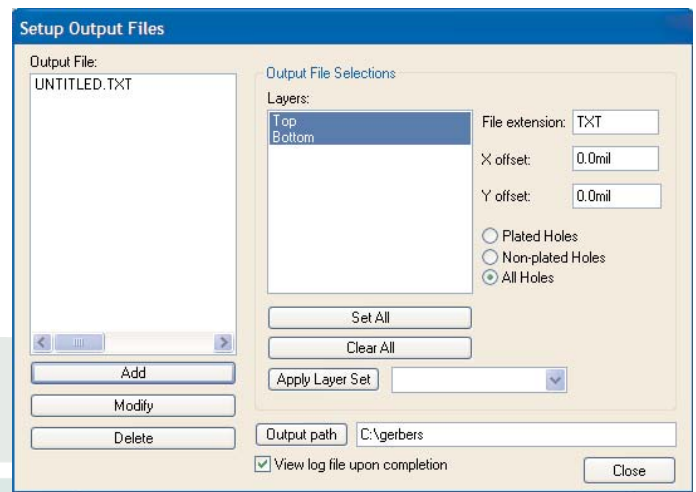 Setup Output Files
Output File:
UNTITLED.TXT
Add
Modify
Delete
Output File Selections
Layers:
Top
Bottom
File extension: TXT
X offset: 0.0mil
Y offset: 0.0mil
Plated Holes
Non-plated Holes
All Holes
Set All
Clear All
Apply Layer Set
Output path C:\gerbers
View log file upon completion
Close